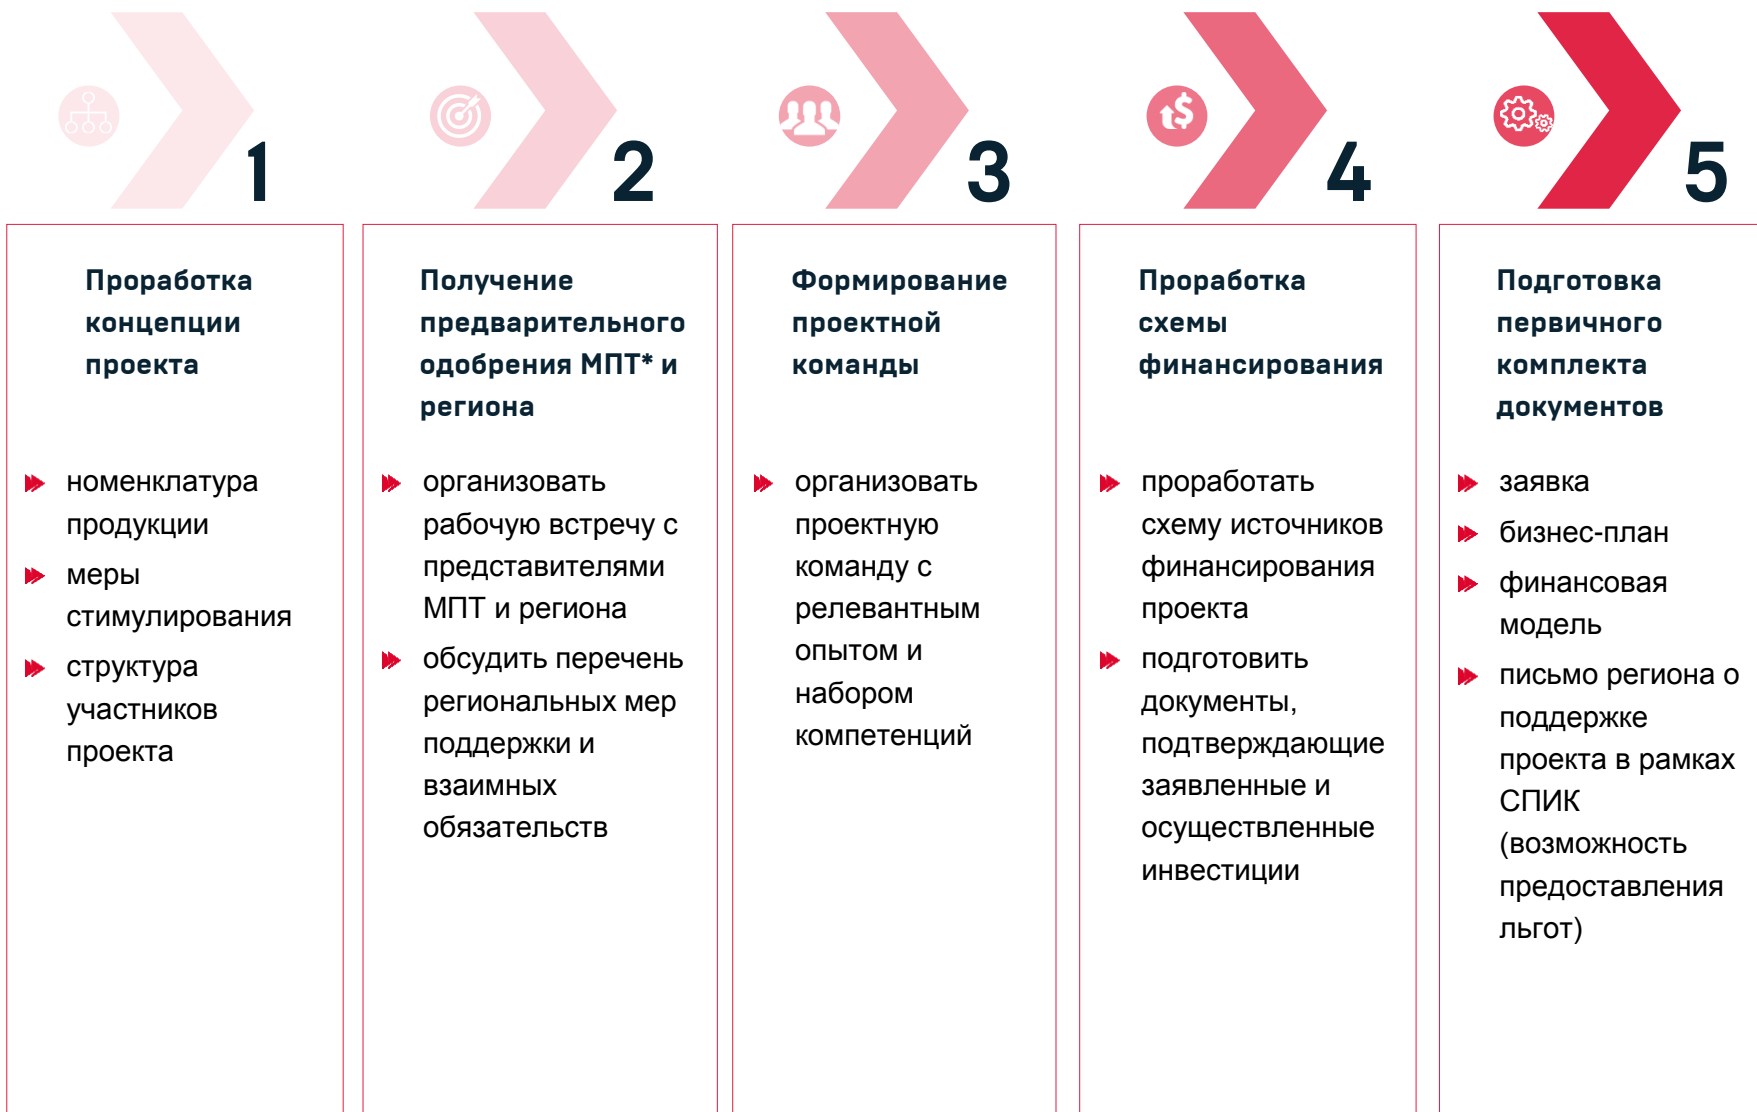 1
Проработка
концепции
проекта
номенклатура
продукции
меры
стимулирования
структура
участников
проекта
2
Получение
предварительного
одобрения МПТ* и
региона
организовать
рабочую встречу с
представителями
МПТ и региона
обсудить перечень
региональных мер
поддержки и
взаимных
обязательств
3
Формирование
проектной
команды
организовать
проектную
команду с
релевантным
опытом и
набором
компетенций
4
Проработка
схемы
финансирования
проработать
схему источников
финансирования
проекта
подготовить
документы,
подтверждающие
заявленные и
осуществленные
инвестиции
5
Подготовка
первичного
комплекта
документов
заявка
бизнес-план
финансовая
модель
письмо региона о
поддержке
проекта в рамках
СПИК
(возможность
предоставления
льгот)